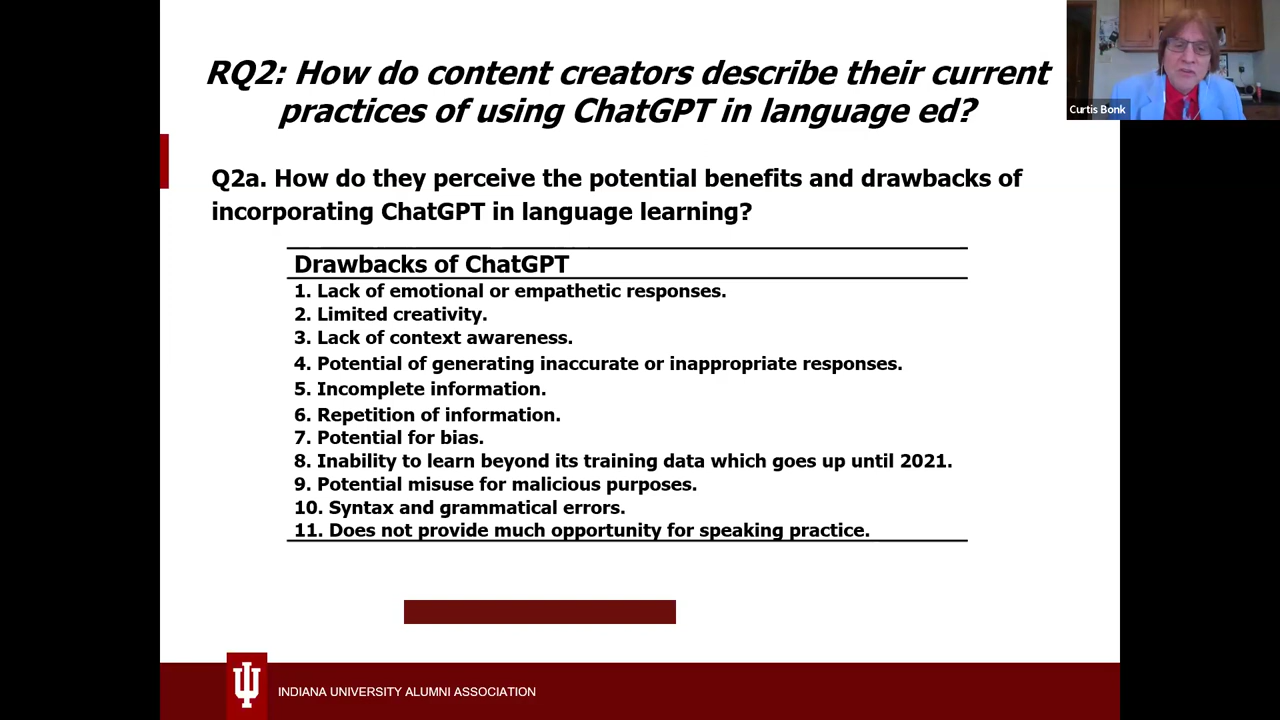 RQ2: How do content creators describe their current
practices of using ChatGPT in language ed?
Curtis Bonk
Q2a. How do they perceive the potential benefits and drawbacks of
incorporating ChatGPT in language learning?
Drawbacks of ChatGPT
1. Lack of emotional or empathetic responses.
2. Limited creativity.
3. Lack of context awareness.
4. Potential of generating inaccurate or inappropriate responses.
5. Incomplete information.
6. Repetition of information.
7. Potential for bias.
8. Inability to learn beyond its training data which goes up until 2021.
9. Potential misuse for malicious purposes.
10. Syntax and grammatical errors.
11. Does not provide much opportunity for speaking practice.
INDIANA UNIVERSITY ALUMNI ASSOCIATION